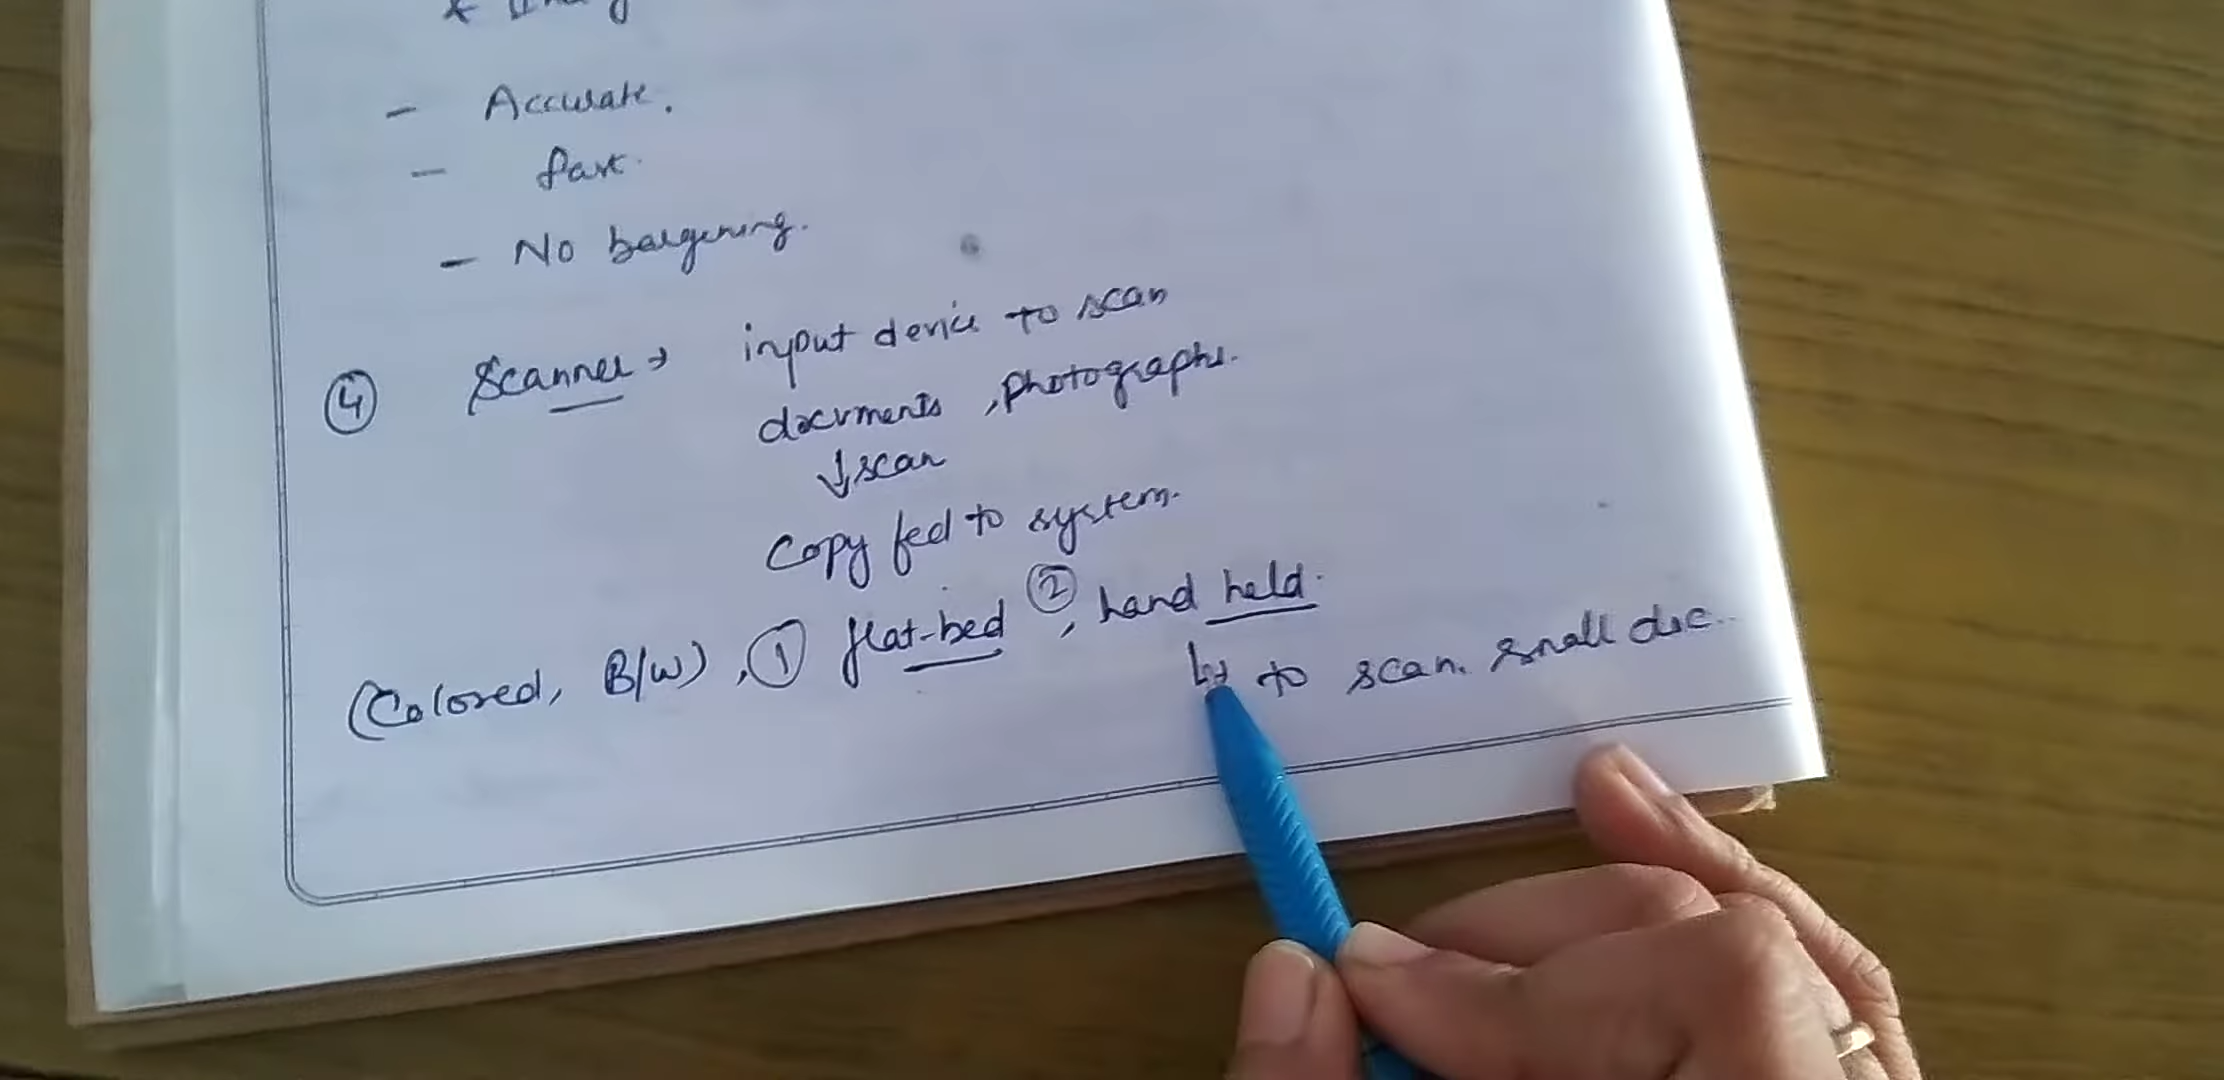 - Accurate.
- fast.
- No bargening.
④ Scanner → input device to scan
documents, photographs.
↓ scan
Copy fed to system.
(Colored, B/W), ① flat-bed ②, hand held.
↳ to scan small doc..